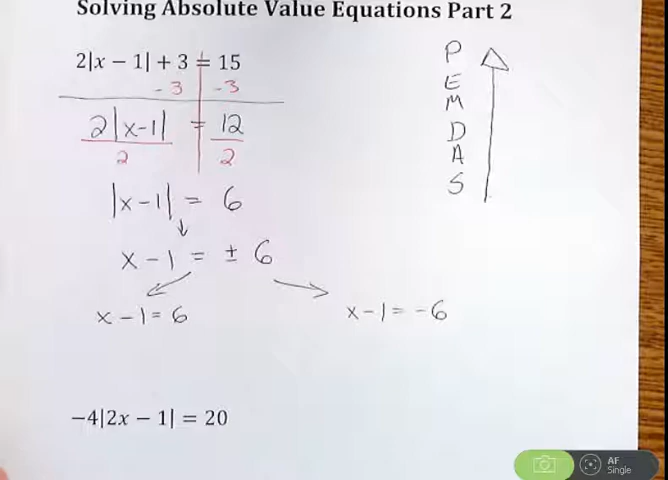 Solving Absolute Value Equations Part 2
2|x − 1| + 3 = 15
- 3 - 3
2|x-1| = 12
2 2
|x-1| = 6
x - 1 = ± 6
x - 1 = 6 x - 1 = - 6
−4|2x − 1| = 20
P
E
M
D
A
S
AF
Single